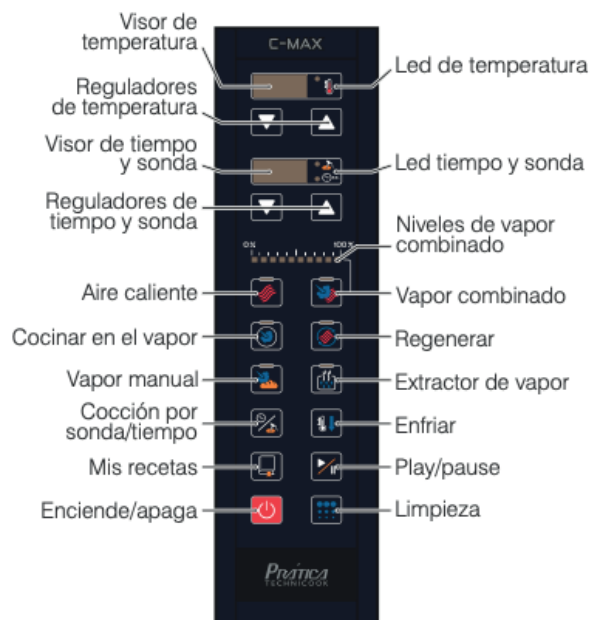 Visor de
temperatura
C-MAX
Led de temperatura
Reguladores
de temperatura
Visor de tiempo
y sonda
Led tiempo y sonda
Reguladores de
tiempo y sonda
Niveles de vapor
combinado
0% 100%
Aire caliente
Vapor combinado
Cocinar en el vapor
Regenerar
Vapor manual
Extractor de vapor
Cocción por
sonda/tiempo
Enfriar
Mis recetas
Play/pause
Enciende/apaga
Limpieza
Prática
TECHNICOOK